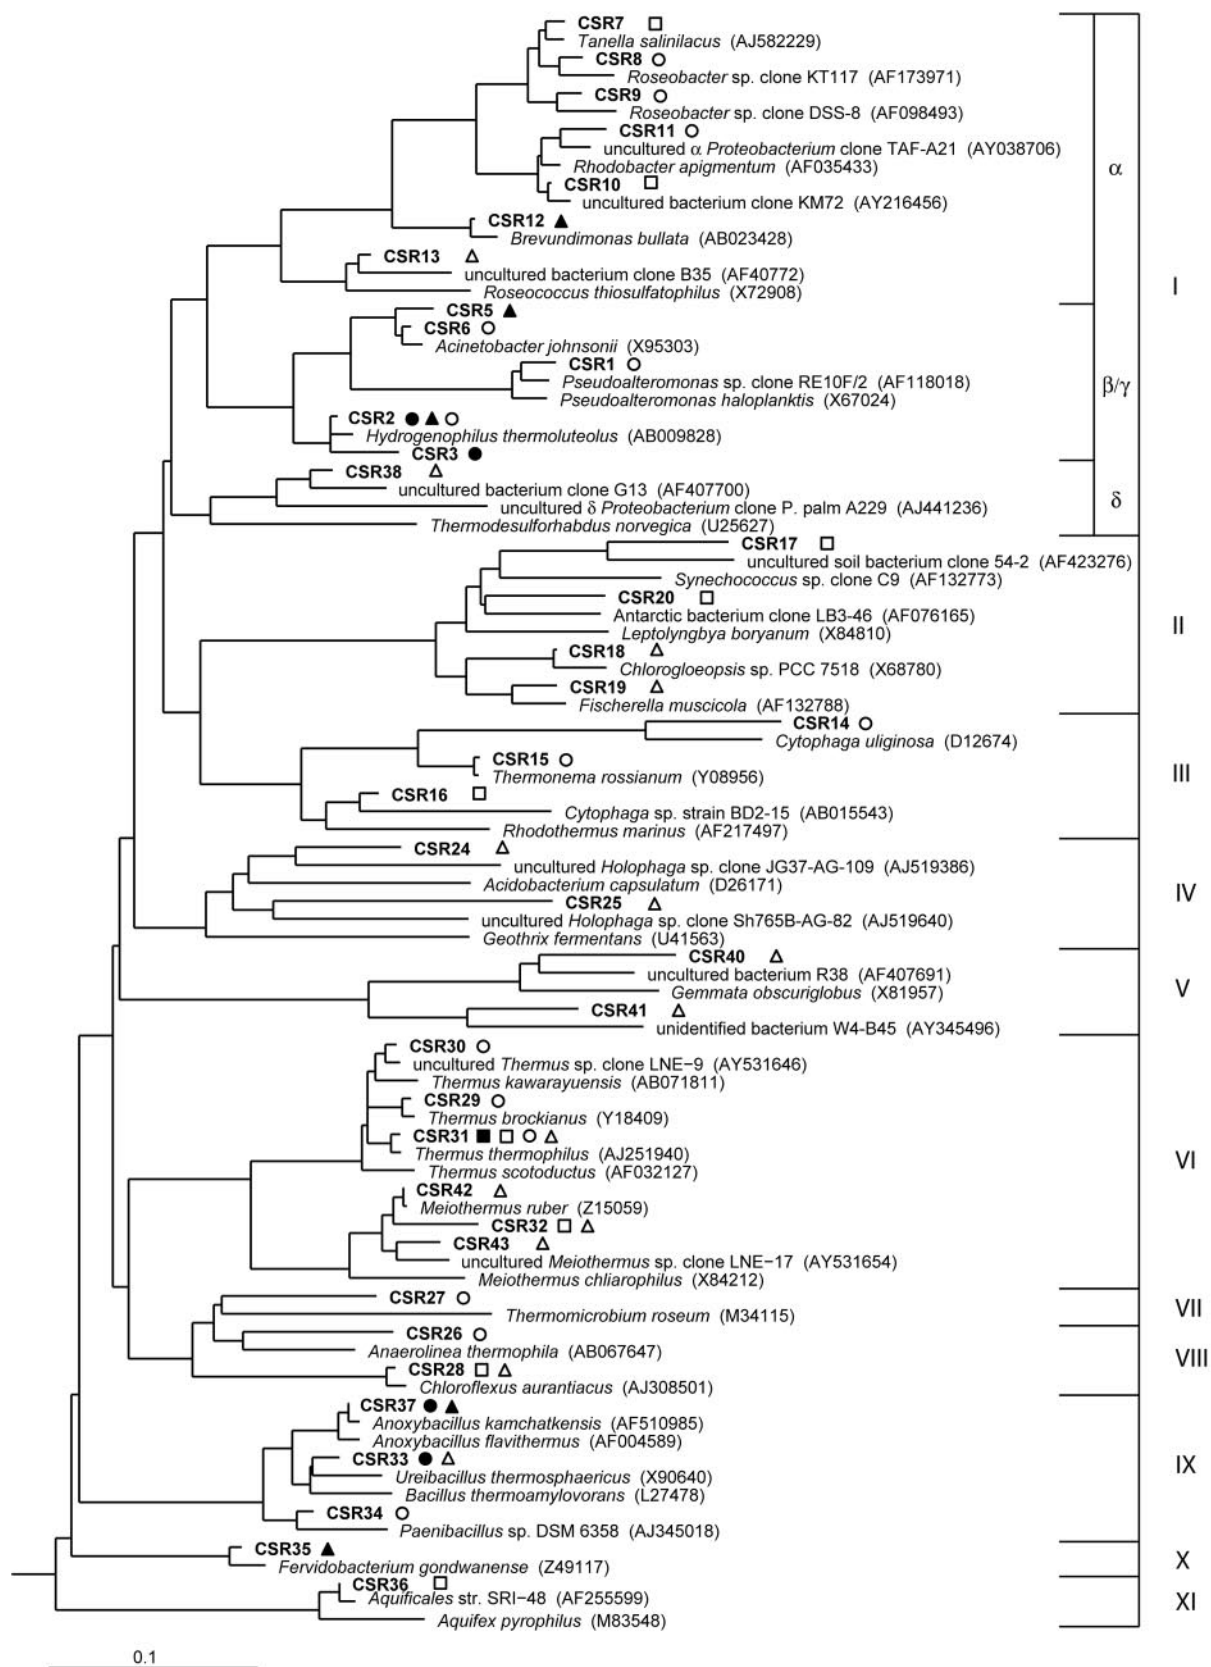 CSR7 □
Tanella salinilacus (AJ582229)
CSR8 ○
Roseobacter sp. clone KT117 (AF173971)
CSR9 ○
Roseobacter sp. clone DSS-8 (AF098493)
CSR11 ○
uncultured α Proteobacterium clone TAF-A21 (AY038706)
Rhodobacter apigmentum (AF035433)
α
CSR10 □
uncultured bacterium clone KM72 (AY216456)
CSR12 ▲
Brevundimonas bullata (AB023428)
CSR13 △
uncultured bacterium clone B35 (AF40772)
I
Roseococcus thiosulfatophilus (X72908)
CSR5 ▲
CSR6 ○
Acinetobacter johnsonii (X95303)
CSR1 ○
Pseudoalteromonas sp. clone RE10F/2 (AF118018)
β/γ
Pseudoalteromonas haloplanktis (X67024)
CSR2 ● ▲ ○
Hydrogenophilus thermoluteolus (AB009828)
CSR3 ●
CSR38 △
uncultured bacterium clone G13 (AF407700)
δ
uncultured δ Proteobacterium clone P. palm A229 (AJ441236)
Thermodesulforhabdus norvegica (U25627)
CSR17 □
uncultured soil bacterium clone 54-2 (AF423276)
Synechococcus sp. clone C9 (AF132773)
CSR20 □
Antarctic bacterium clone LB3-46 (AF076165)
II
Leptolyngbya boryanum (X84810)
CSR18 △
Chlorogloeopsis sp. PCC 7518 (X68780)
CSR19 △
Fischerella muscicola (AF132788)
CSR14 ○
Cytophaga uliginosa (D12674)
CSR15 ○
III
Thermonema rossianum (Y08956)
CSR16 □
Cytophaga sp. strain BD2-15 (AB015543)
Rhodothermus marinus (AF217497)
CSR24 △
uncultured Holophaga sp. clone JG37-AG-109 (AJ519386)
Acidobacterium capsulatum (D26171)
IV
CSR25 △
uncultured Holophaga sp. clone Sh765B-AG-82 (AJ519640)
Geothrix fermentans (U41563)
CSR40 △
uncultured bacterium R38 (AF407691)
V
Gemmata obscuriglobus (X81957)
CSR41 △
unidentified bacterium W4-B45 (AY345496)
CSR30 ○
uncultured Thermus sp. clone LNE−9 (AY531646)
Thermus kawarayuensis (AB071811)
CSR29 ○
Thermus brockianus (Y18409)
CSR31 ■ □ ○ △
Thermus thermophilus (AJ251940)
VI
Thermus scotoductus (AF032127)
CSR42 △
Meiothermus ruber (Z15059)
CSR32 □ △
CSR43 △
uncultured Meiothermus sp. clone LNE−17 (AY531654)
Meiothermus chliarophilus (X84212)
CSR27 ○
VII
Thermomicrobium roseum (M34115)
CSR26 ○
Anaerolinea thermophila (AB067647)
VIII
CSR28 □ △
Chloroflexus aurantiacus (AJ308501)
CSR37 ● ▲
Anoxybacillus kamchatkensis (AF510985)
Anoxybacillus flavithermus (AF004589)
CSR33 ● △
IX
Ureibacillus thermosphaericus (X90640)
Bacillus thermoamylovorans (L27478)
CSR34 ○
Paenibacillus sp. DSM 6358 (AJ345018)
CSR35 ▲
X
Fervidobacterium gondwanense (Z49117)
CSR36 □
Aquificales str. SRI−48 (AF255599)
XI
Aquifex pyrophilus (M83548)
0.1